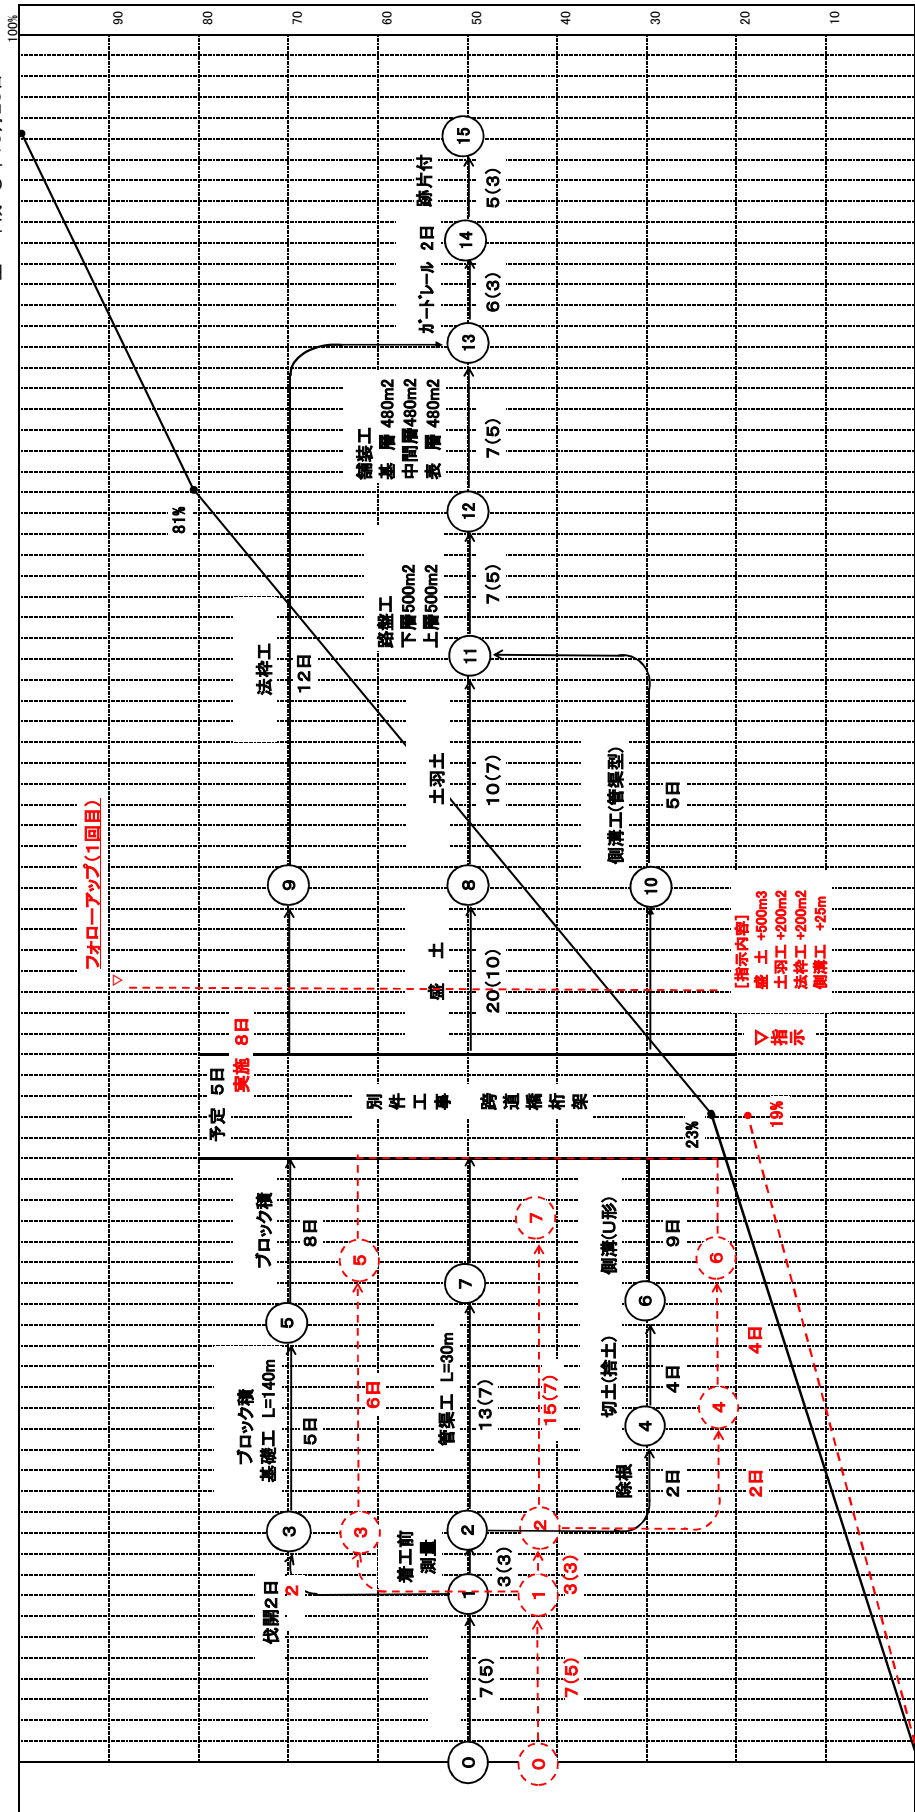 100%
90
80
70
60
50
40
30
20
10
フォローアップ(1回目)
▽
伐開2日
2
3
ブロック積
基礎工 L=140m
5日
5
ブロック積
8日
予定 5日
実施 8日
9
法枠工
12日
81%
3
6日
5
着工前
測量
別件工事 跨道橋桁架
0
7(5)
1
3(3)
2
管渠工 L=30m
13(7)
7
盛 土
20(10)
8
土羽土
10(7)
11
路盤工
下層500m2
上層500m2
7(5)
12
舗装工
基 層 480m2
中間層480m2
表 層 480m2
7(5)
13
ガードレール 2日
6(3)
14
跡片付
5(3)
15
0
7(5)
1
3(3)
2
15(7)
7
除根
2日
4
切土(捨土)
4日
6
側溝(U形)
9日
10
側溝工(管渠型)
5日
2日
4
4日
6
23%
19%
▽
指示
[指示内容]
盛 土 +500m3
土羽工 +200m2
法枠工 +200m2
側溝工 +25m